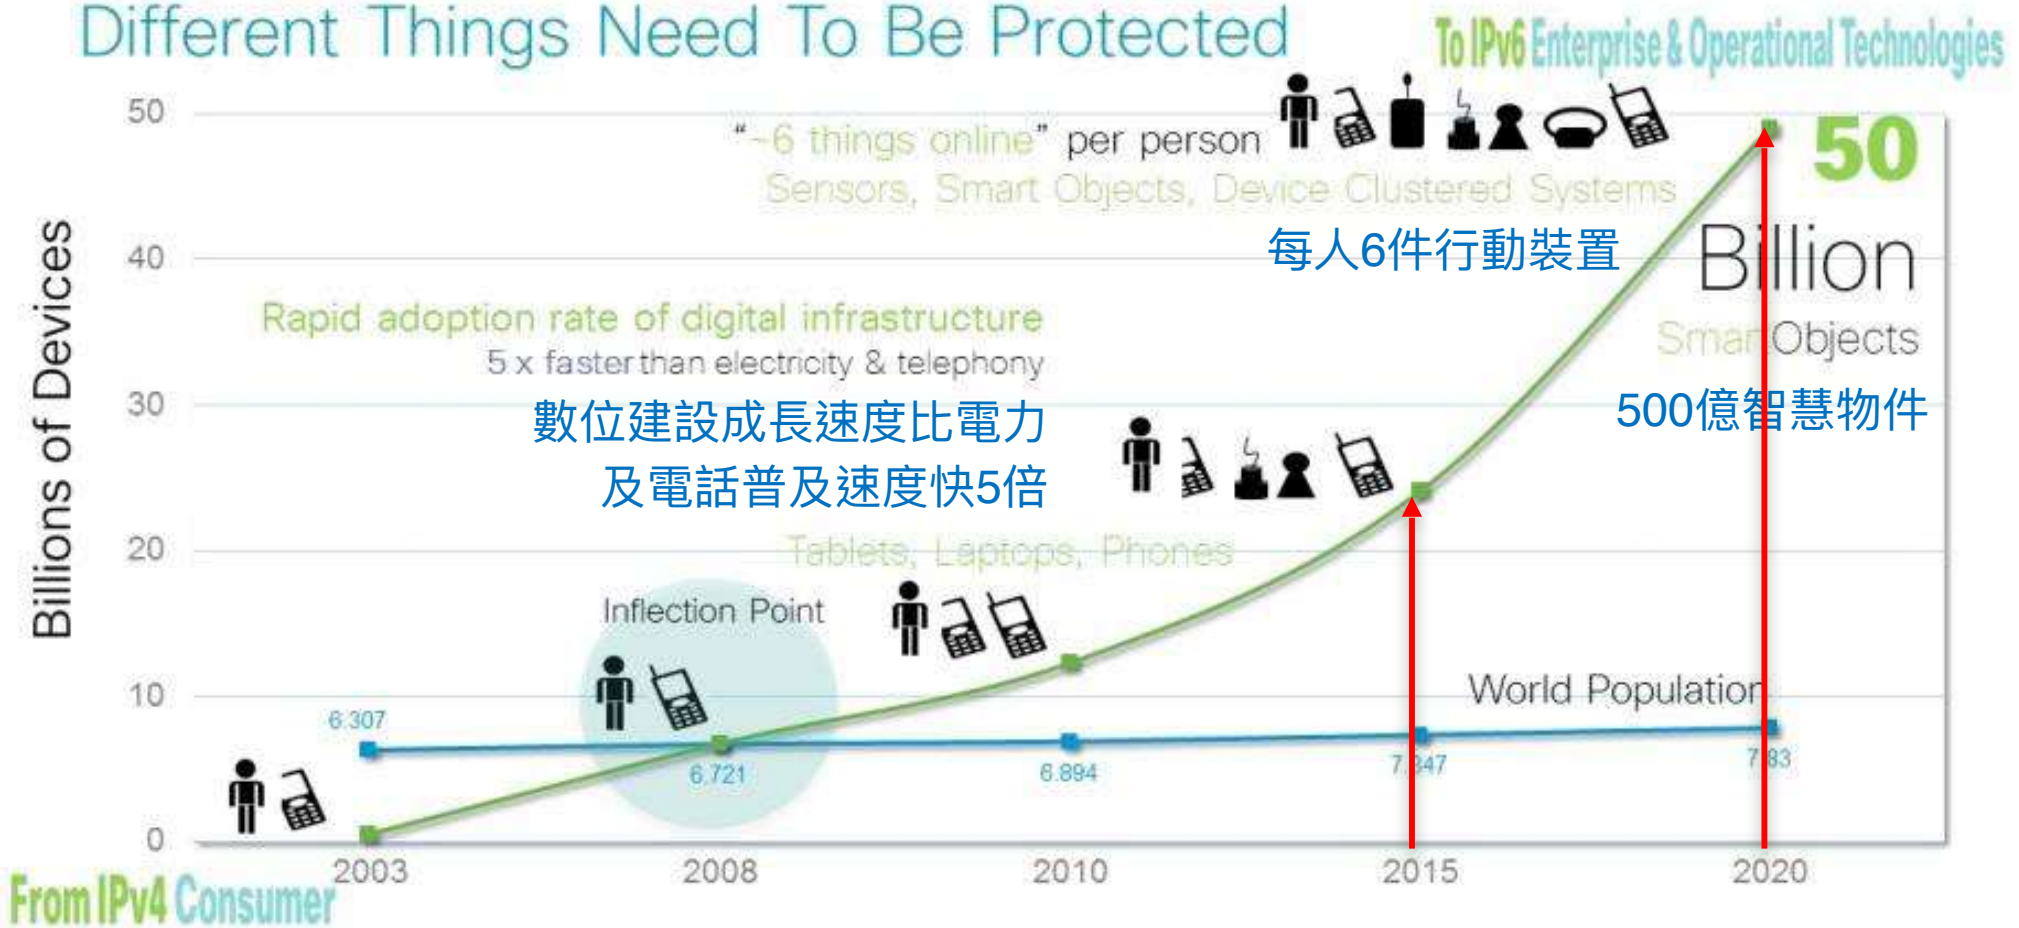 Different Things Need To Be Protected
To IPv6 Enterprise & Operational Technologies
50
"~6 things online" per person
Sensors, Smart Objects, Device Clustered Systems
50
Billion
Smart Objects
每人6件行動裝置
500億智慧物件
40
Rapid adoption rate of digital infrastructure
5 x faster than electricity & telephony
數位建設成長速度比電力
及電話普及速度快5倍
30
Billions of Devices
20
Tablets, Laptops, Phones
Inflection Point
10
World Population
6.307
6.721
6.894
7.347
7.83
0
2003
2008
2010
2015
2020
From IPv4 Consumer